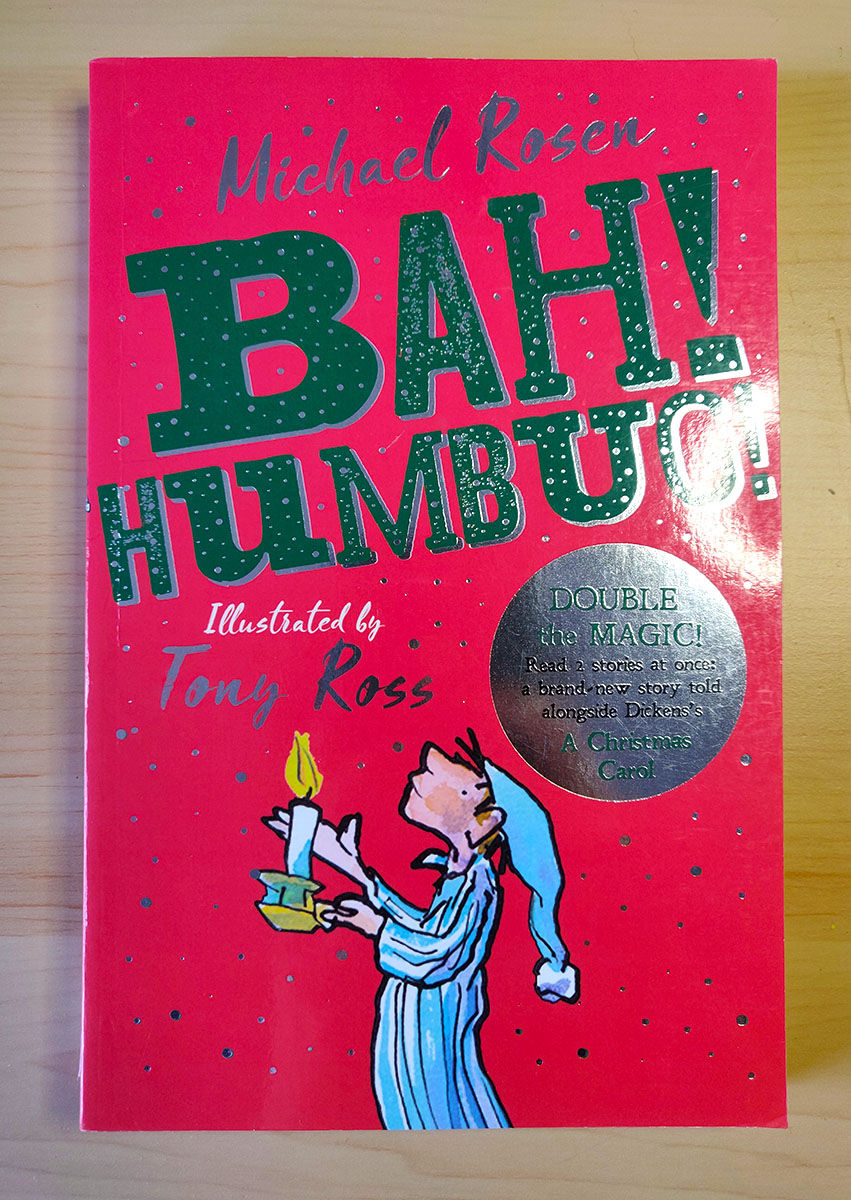 Michael Rosen
BAH!
HUMBUG!
Illustrated by
Tony Ross
DOUBLE
the MAGIC!
Read 2 stories at once:
a brand-new story told
alongside Dickens's
A Christmas
Carol